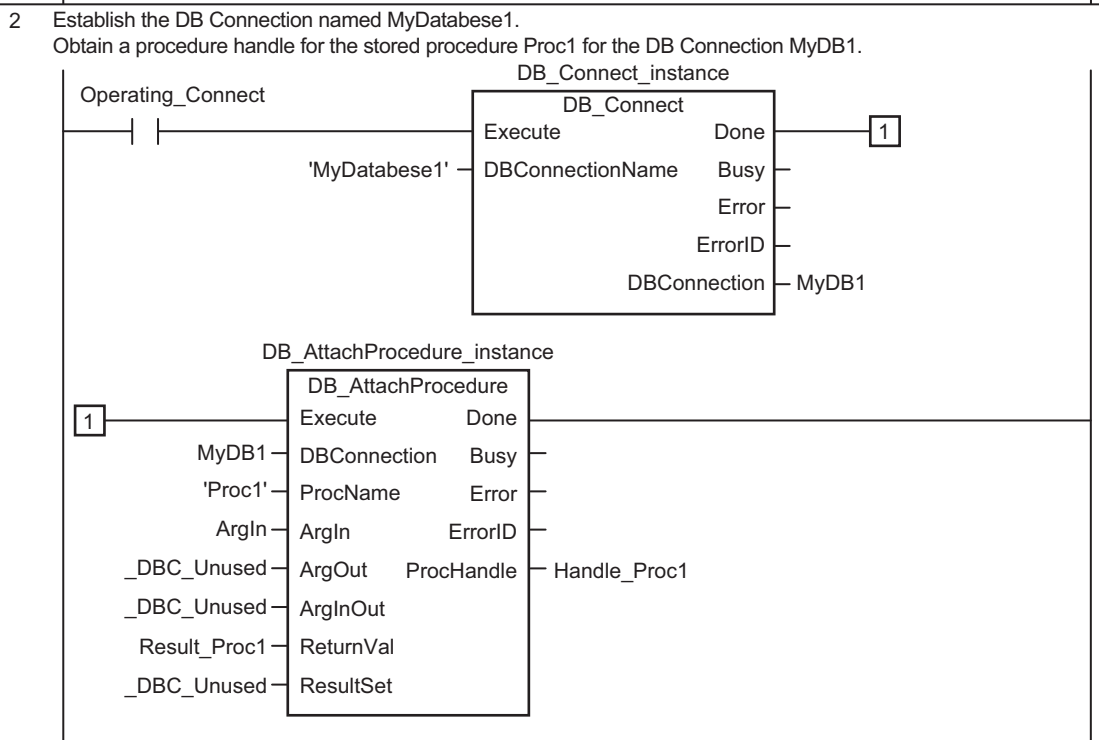 2 Establish the DB Connection named MyDatabese1.
Obtain a procedure handle for the stored procedure Proc1 for the DB Connection MyDB1.
DB_Connect_instance
Operating_Connect
DB_Connect
Execute Done 1
'MyDatabese1' DBConnectionName Busy
Error
ErrorID
DBConnection MyDB1
DB_AttachProcedure_instance
DB_AttachProcedure
1 Execute Done
MyDB1 DBConnection Busy
'Proc1' ProcName Error
ArgIn ArgIn ErrorID
_DBC_Unused ArgOut ProcHandle Handle_Proc1
_DBC_Unused ArgInOut
Result_Proc1 ReturnVal
_DBC_Unused ResultSet